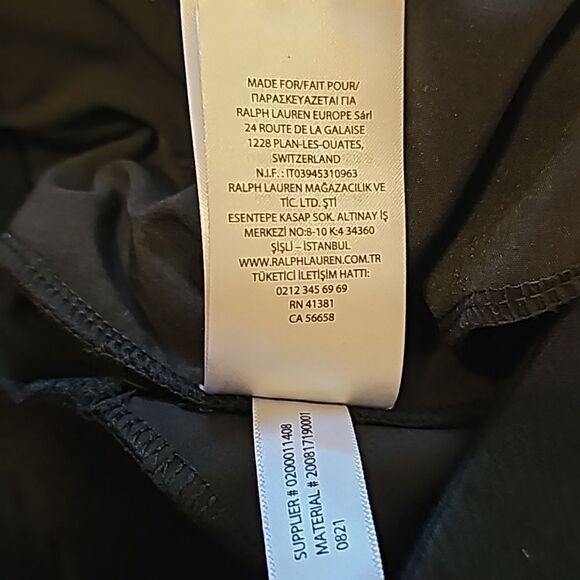 MADE FOR/FAIT POUR/
ΠΑΡΑΣΚΕΥΑΖΕΤΑΙ ΓΙΑ
RALPH LAUREN EUROPE Sárl
24 ROUTE DE LA GALAISE
1228 PLAN-LES-OUATES,
SWITZERLAND
N.I.F.: IT03945310963
RALPH LAUREN MAĞAZACILIK VE
TİC. LTD. ŞTİ
ESENTEPE KASAP SOK. ALTINAY İŞ
MERKEZİ NO:8-10 K:4 34360
ŞİŞLİ – İSTANBUL
WWW.RALPHLAUREN.COM.TR
TÜKETİCİ İLETİŞİM HATTI:
0212 345 69 69
RN 41381
CA 56658
SUPPLIER # 0200011408
MATERIAL # 200817190001
0821